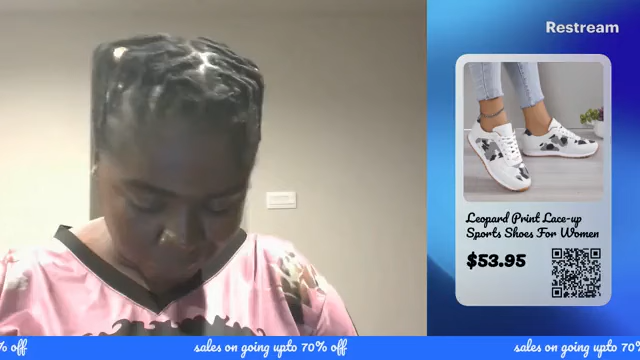 Restream
Leopard Print Lace-up
Sports Shoes For Women
$53.95
% off
sales on going upto 70% off
sales on going upto 70%